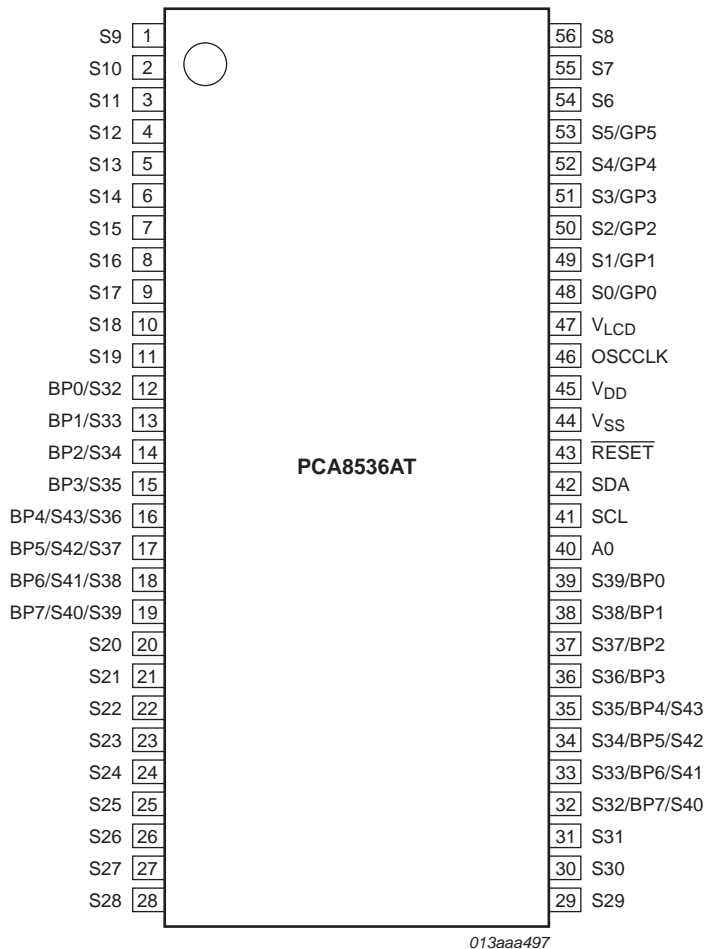 S9 1 56 S8
S10 2 55 S7
S11 3 54 S6
S12 4 53 S5/GP5
S13 5 52 S4/GP4
S14 6 51 S3/GP3
S15 7 50 S2/GP2
S16 8 49 S1/GP1
S17 9 48 S0/GP0
S18 10 47 VLCD
S19 11 46 OSCCLK
BP0/S32 12 45 VDD
BP1/S33 13 44 VSS
BP2/S34 14 43 RESET
PCA8536AT
BP3/S35 15 42 SDA
BP4/S43/S36 16 41 SCL
BP5/S42/S37 17 40 A0
BP6/S41/S38 18 39 S39/BP0
BP7/S40/S39 19 38 S38/BP1
S20 20 37 S37/BP2
S21 21 36 S36/BP3
S22 22 35 S35/BP4/S43
S23 23 34 S34/BP5/S42
S24 24 33 S33/BP6/S41
S25 25 32 S32/BP7/S40
S26 26 31 S31
S27 27 30 S30
S28 28 29 S29
013aaa497